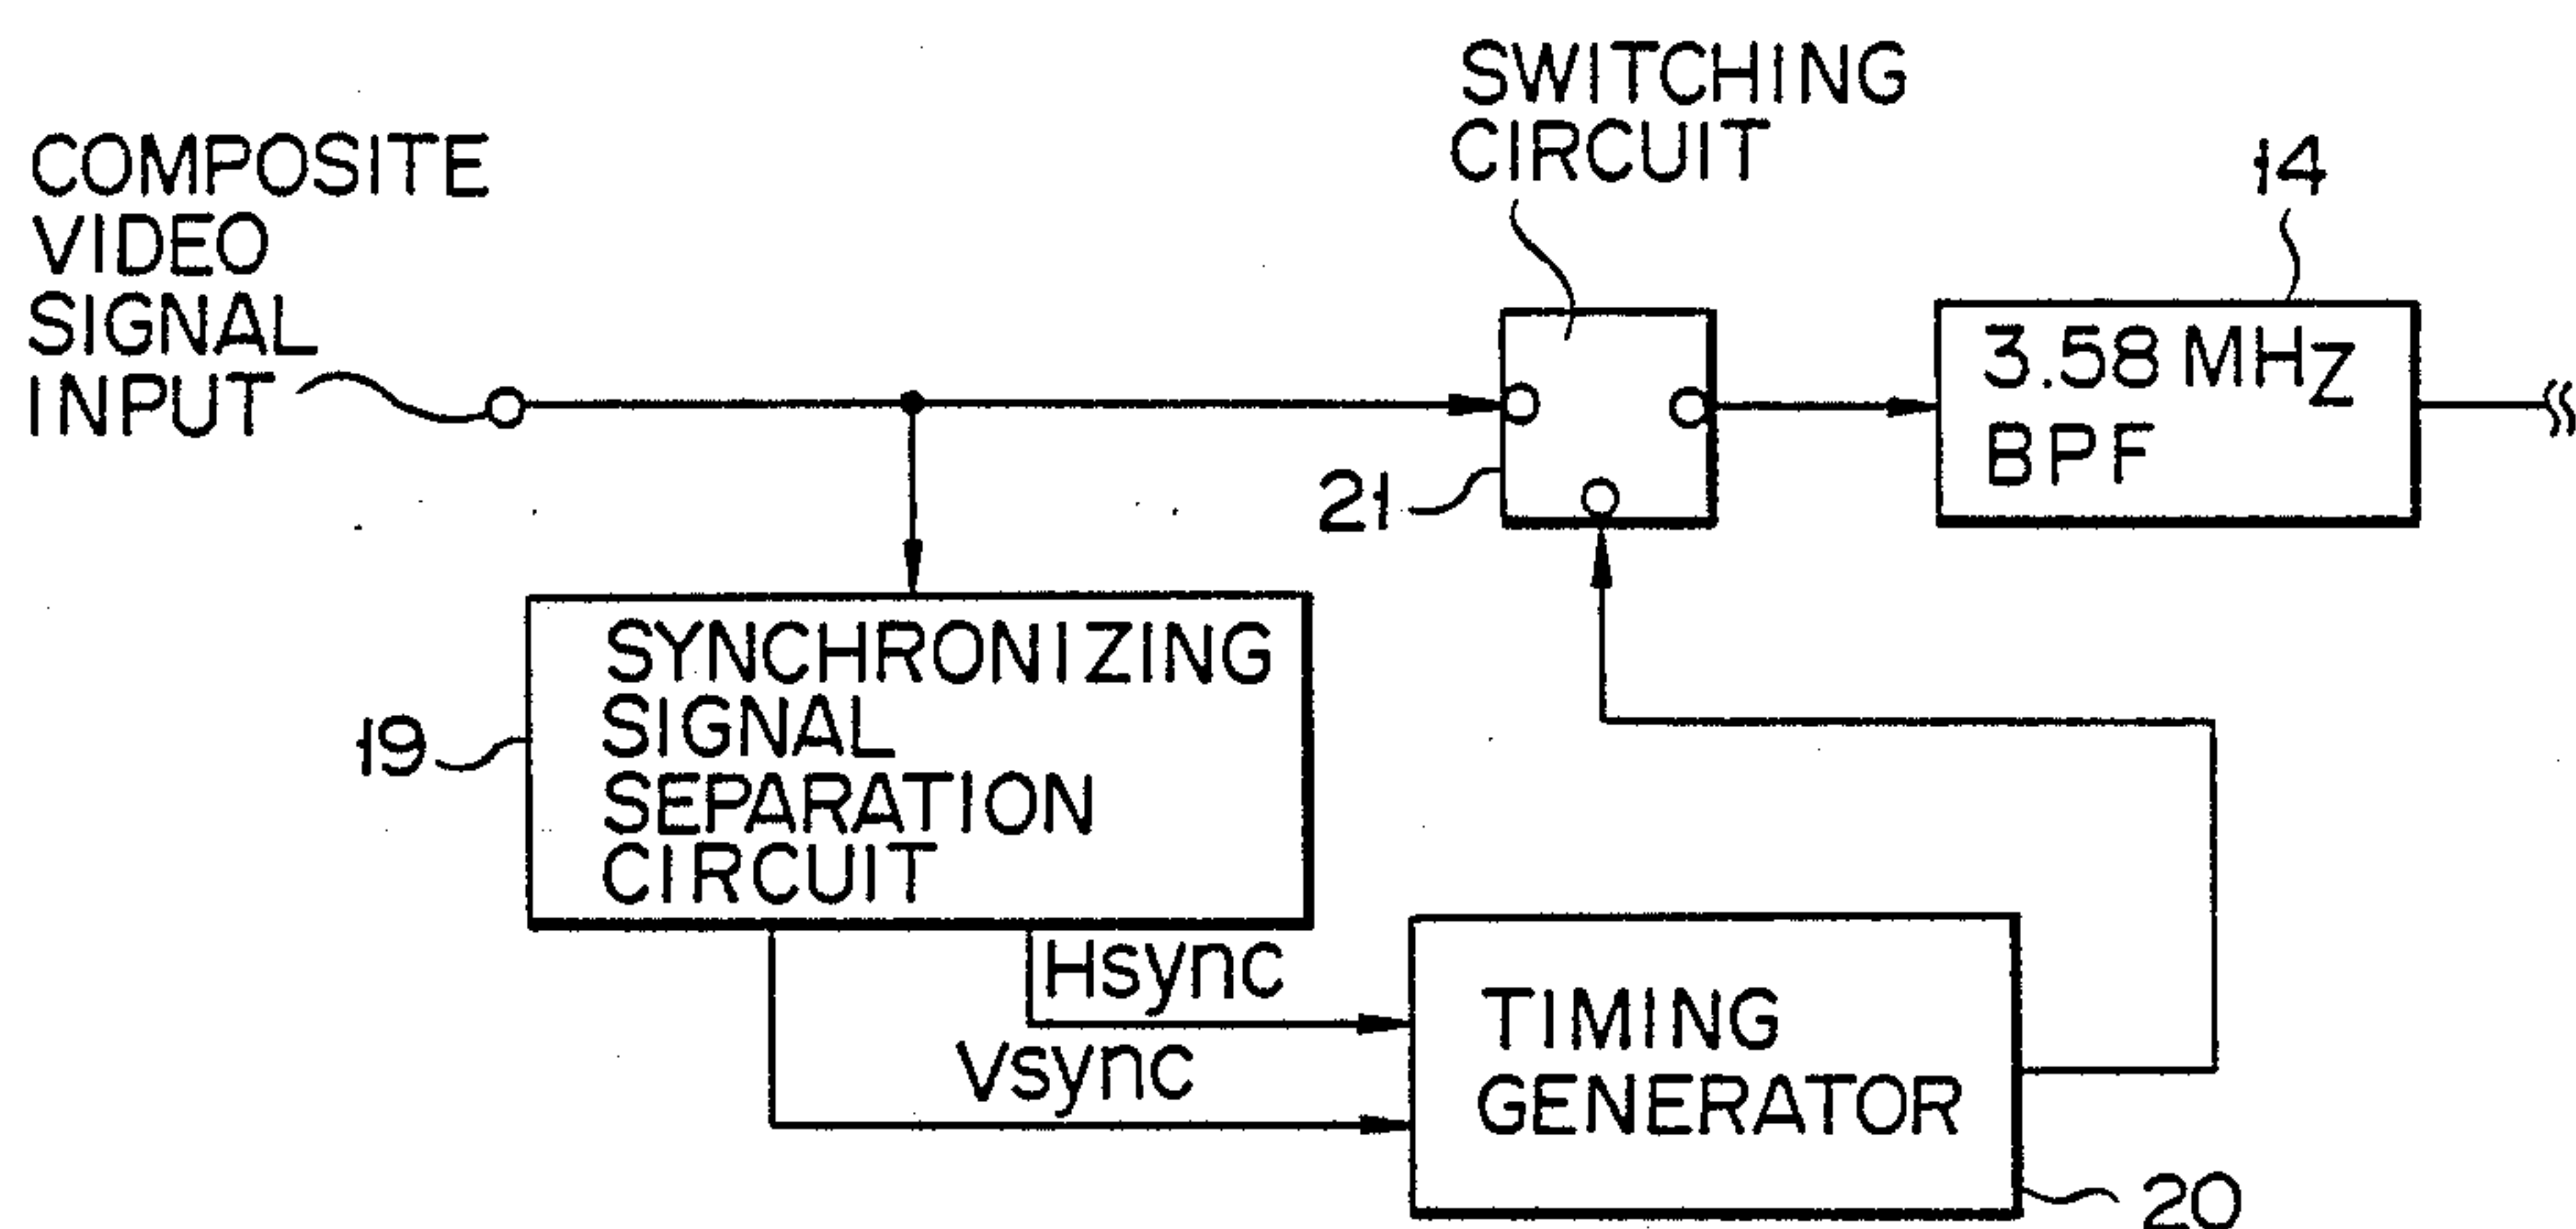 SWITCHING
CIRCUIT
COMPOSITE
VIDEO
SIGNAL
INPUT
14
3.58 MHz
BPF
21
SYNCHRONIZING
SIGNAL
SEPARATION
CIRCUIT
19
Hsync
Vsync
TIMING
GENERATOR
20